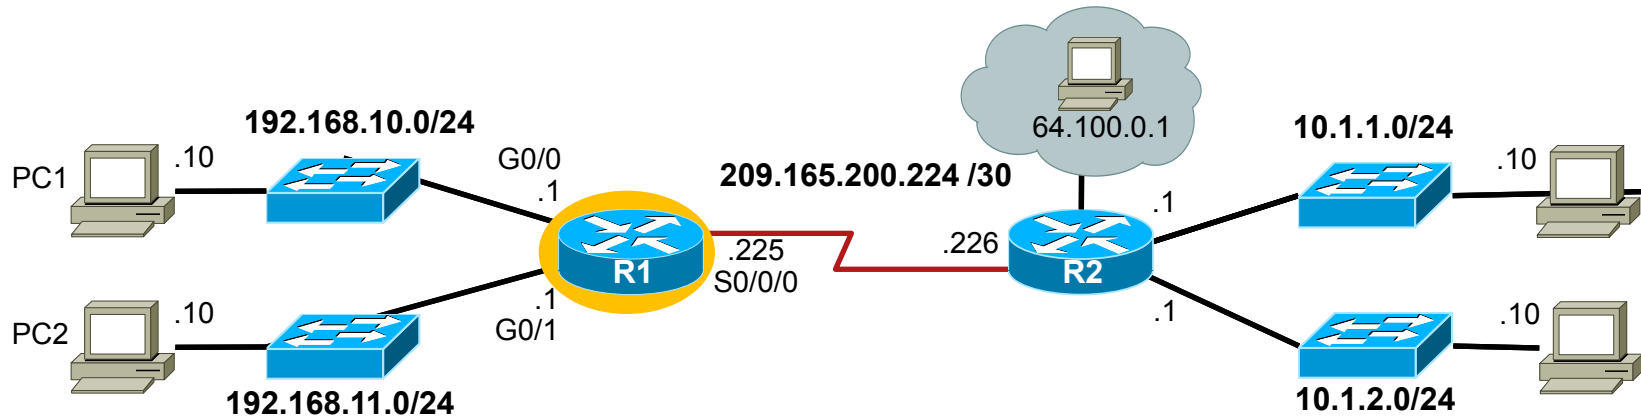 64.100.0.1
192.168.10.0/24
10.1.1.0/24
PC1
.10
G0/0
.1
209.165.200.224 /30
.1
.10
R1
.225
S0/0/0
.226
R2
.1
G0/1
.1
PC2
.10
.10
192.168.11.0/24
10.1.2.0/24